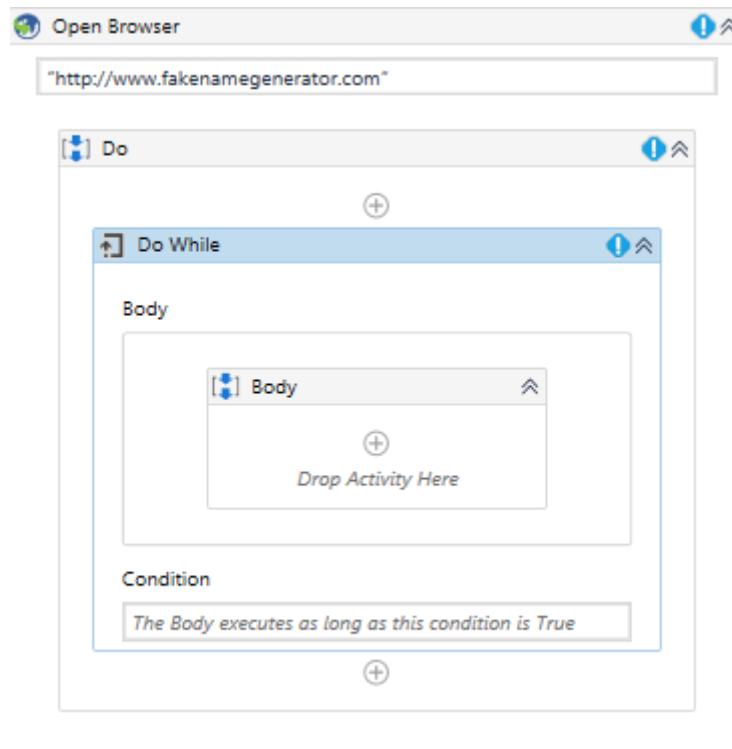 Open Browser
"http://www.fakenamegenerator.com"
Do
Do While
Body
Body
Drop Activity Here
Condition
The Body executes as long as this condition is True